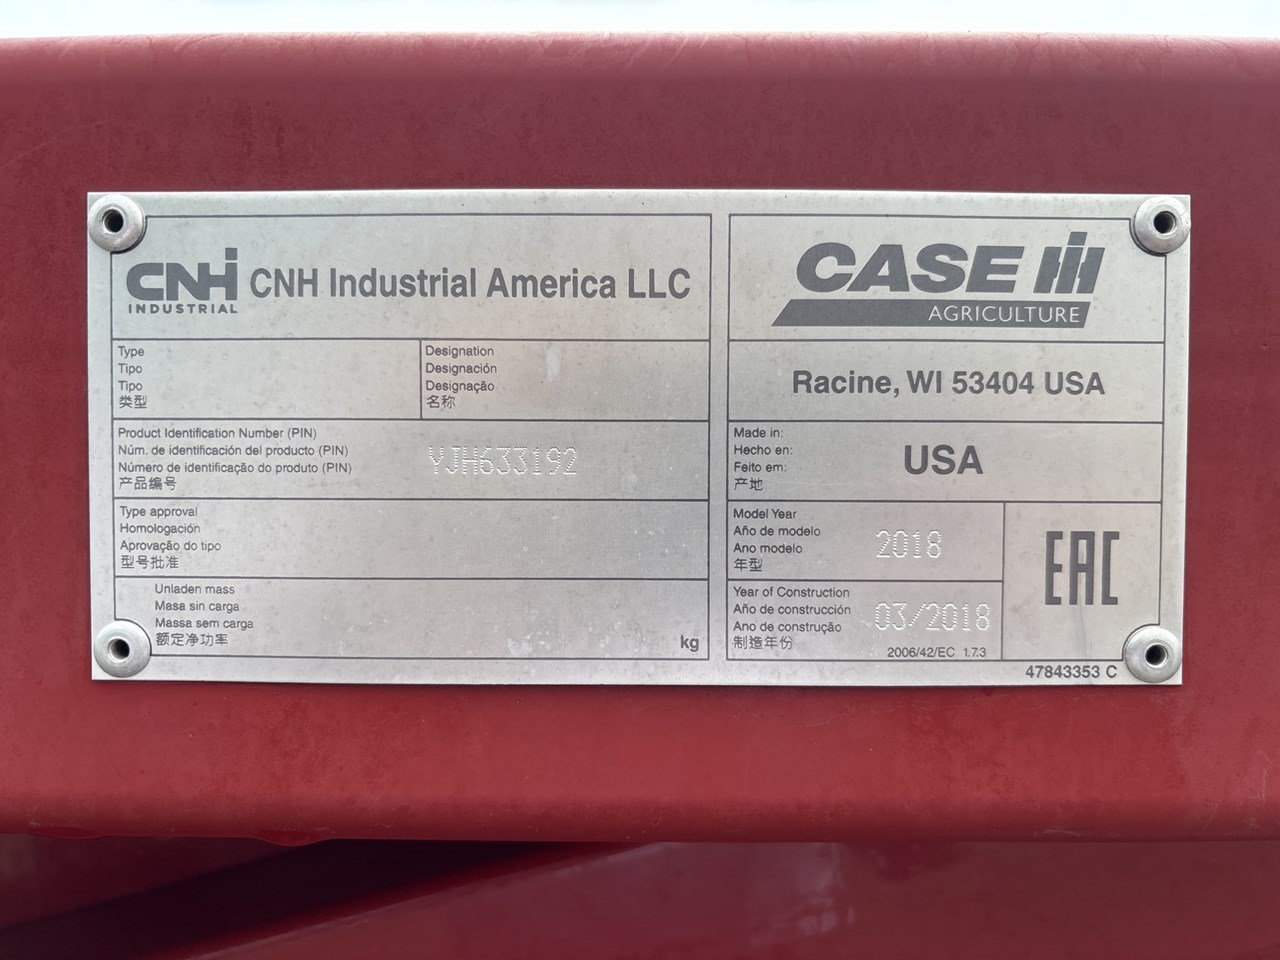 CNH
INDUSTRIAL
CNH Industrial America LLC
CASE IH
AGRICULTURE
Type
Tipo
Tipo
类型
Designation
Designación
Designação
名称
Racine, WI 53404 USA
Product Identification Number (PIN)
Núm. de identificación del producto (PIN)
Número de identificação do produto (PIN)
产品编号
YJH633192
Made in:
Hecho en:
Feito em:
产地
USA
Type approval
Homologación
Aprovação do tipo
型号批准
Model Year
Año de modelo
Ano modelo
年型
2018
EAC
Unladen mass
Masa sin carga
Massa sem carga
额定净功率
kg
Year of Construction
Año de construcción
Ano de construção
制造年份
03/2018
2006/42/EC 1.7.3
47843353 C